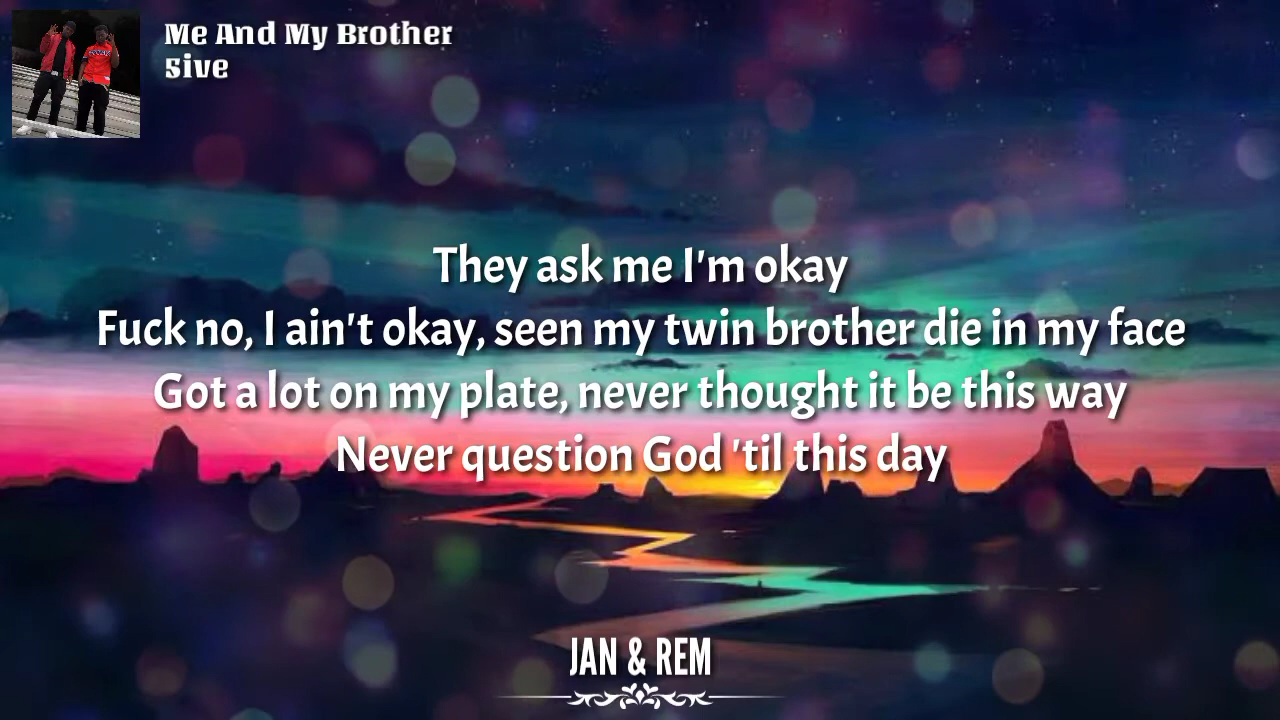 Me And My Brother
5ive
They ask me I'm okay
Fuck no, I ain't okay, seen my twin brother die in my face
Got a lot on my plate, never thought it be this way
Never question God 'til this day
JAN & REM